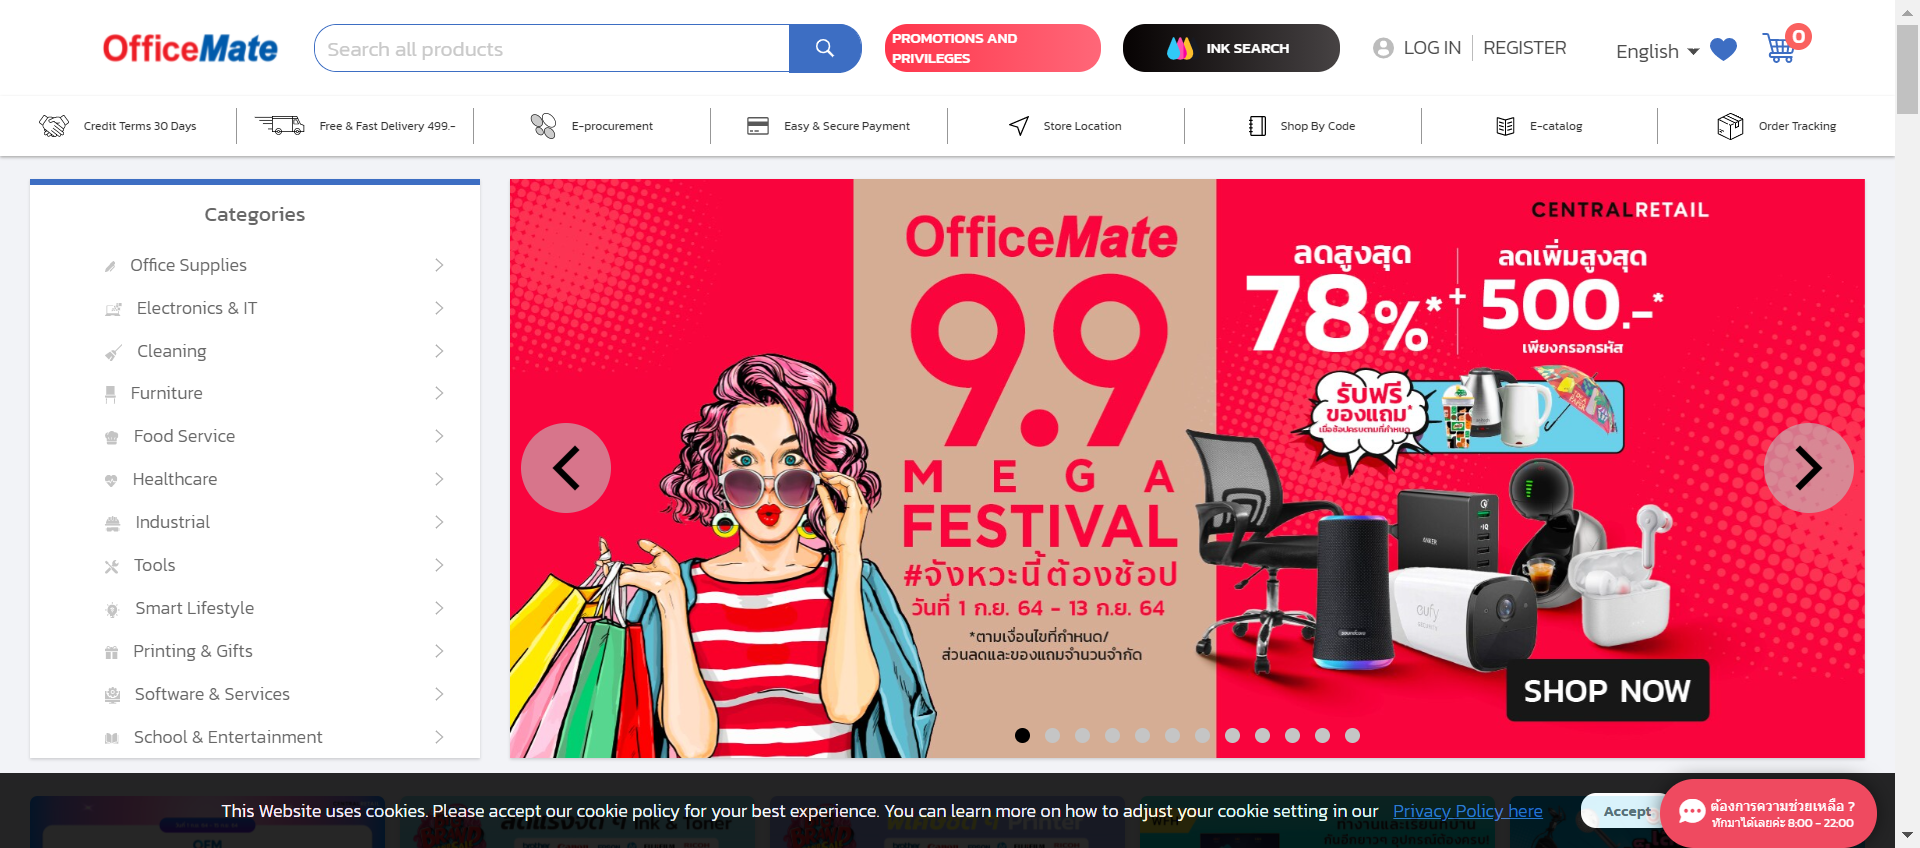 OfficeMate
Search all products
PROMOTIONS AND
PRIVILEGES
INK SEARCH
LOG IN
REGISTER
English
0
Credit Terms 30 Days
Free & Fast Delivery 499.-
E-procurement
Easy & Secure Payment
Store Location
Shop By Code
E-catalog
Order Tracking
Categories
Office Supplies
Electronics & IT
Cleaning
Furniture
Food Service
Healthcare
Industrial
Tools
Smart Lifestyle
Printing & Gifts
Software & Services
School & Entertainment
OfficeMate
9.9
MEGA
FESTIVAL
#จังหวะนี้ต้องช้อป
วันที่ 1 ก.ย. 64 - 13 ก.ย. 64
*ตามเงื่อนไขที่กำหนด/
ส่วนลดและของแถมจำนวนจำกัด
CENTRALRETAIL
ลดสูงสุด
78%*
+
ลดเพิ่มสูงสุด
500.-*
เพียงกรอกรหัส
รับฟรี
ของแถม*
เมื่อช้อปครบตามที่กำหนด
ANKER
eufy
SECURITY
soundcore
SHOP NOW
This Website uses cookies. Please accept our cookie policy for your best experience. You can learn more on how to adjust your cookie setting in our Privacy Policy here
Accept
ต้องการความช่วยเหลือ ?
ทักมาได้เลยค่ะ 8:00 - 22:00